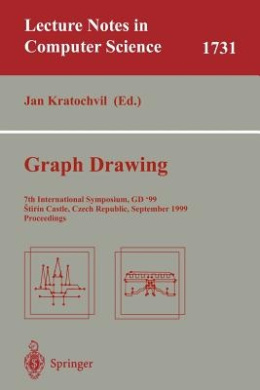 Lecture Notes in
Computer Science 1731
Jan Kratochvil (Ed.)
Graph Drawing
7th International Symposium, GD '99
Štiřín Castle, Czech Republic, September 1999
Proceedings
Springer